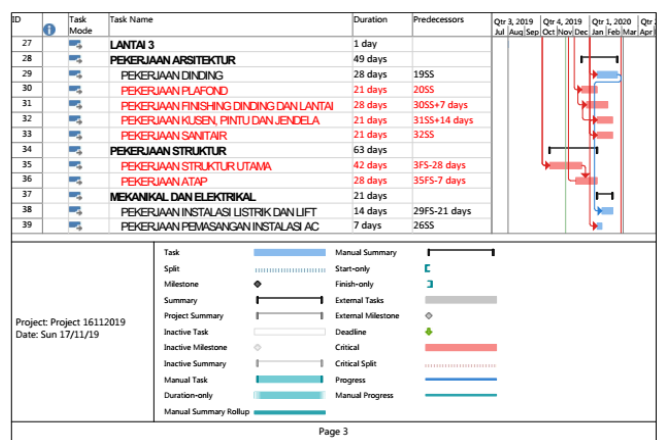 ID Task Mode Task Name Duration Predecessors Qtr 3, 2019 Qtr 4, 2019 Qtr 1, 2020 Qtr
Jul Aug Sep Oct Nov Dec Jan Feb Mar Apr
27 LANTAI 3 1 day
28 PEKERJAAN ARSITEKTUR 49 days
29 PEKERJAAN DINDING 28 days 19SS
30 PEKERJAAN PLAFOND 21 days 20SS
31 PEKERJAAN FINISHING DINDING DAN LANTAI 28 days 30SS+7 days
32 PEKERJAAN KUSEN, PINTU DAN JENDELA 21 days 31SS+14 days
33 PEKERJAAN SANITAIR 21 days 32SS
34 PEKERJAAN STRUKTUR 63 days
35 PEKERJAAN STRUKTUR UTAMA 42 days 3FS-28 days
36 PEKERJAAN ATAP 28 days 35FS-7 days
37 MEKANIKAL DAN ELEKTRIKAL 21 days
38 PEKERJAAN INSTALASI LISTRIK DAN LIFT 14 days 29FS-21 days
39 PEKERJAAN PEMASANGAN INSTALASI AC 7 days 26SS
Project: Project 16112019
Date: Sun 17/11/19
Task Manual Summary
Split Start-only
Milestone Finish-only
Summary External Tasks
Project Summary External Milestone
Inactive Task Deadline
Inactive Milestone Critical
Inactive Summary Critical Split
Manual Task Progress
Duration-only Manual Progress
Manual Summary Rollup
Page 3